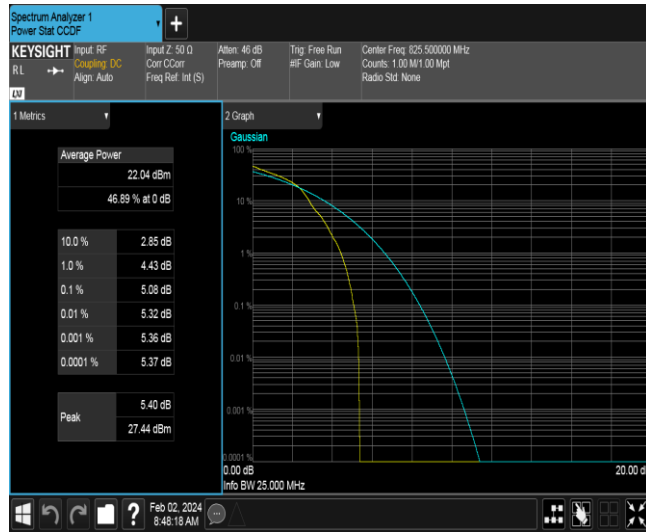 Spectrum Analyzer 1
Power Stat CCDF
+
KEYSIGHT
RL
LXI
Input: RF
Coupling: DC
Align: Auto
Input Z: 50 Ω
Corr CCorr
Freq Ref: Int (S)
Atten: 46 dB
Preamp: Off
Trig: Free Run
#IF Gain: Low
Center Freq: 825.500000 MHz
Counts: 1.00 M/1.00 Mpt
Radio Std: None
1 Metrics
Average Power
22.04 dBm
46.89 % at 0 dB
10.0 % 2.85 dB
1.0 % 4.43 dB
0.1 % 5.08 dB
0.01 % 5.32 dB
0.001 % 5.36 dB
0.0001 % 5.37 dB
Peak
5.40 dB
27.44 dBm
2 Graph
Gaussian
100 %
10 %
1 %
0.1 %
0.01 %
0.001 %
0.0001 %
0.00 dB 20.00 d
Info BW 25.000 MHz
?
Feb 02, 2024
8:48:18 AM